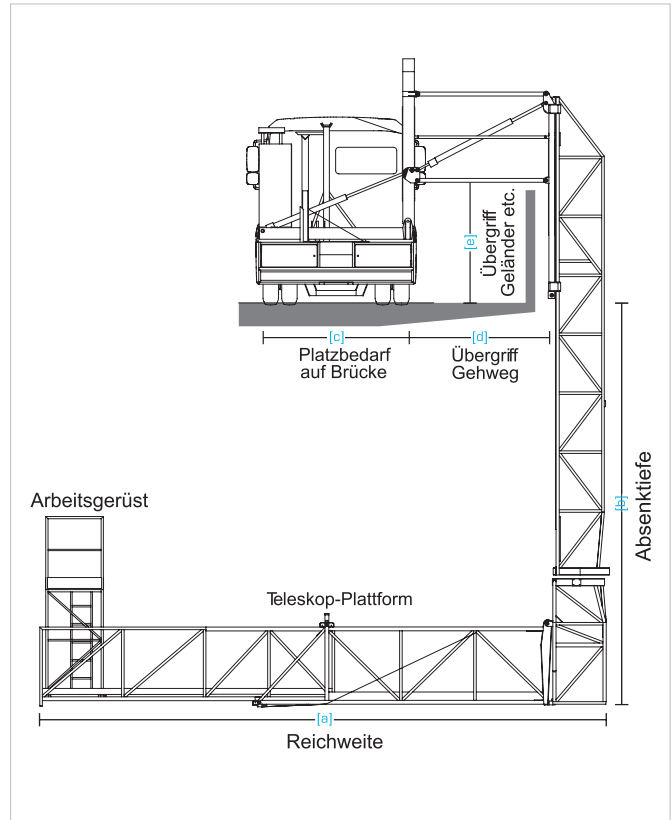 [e]
Übergriff
Geländer etc.
[c]
[d]
Platzbedarf
auf Brücke
Übergriff
Gehweg
[b]
Absenktiefe
Arbeitsgerüst
Teleskop-Plattform
[a]
Reichweite